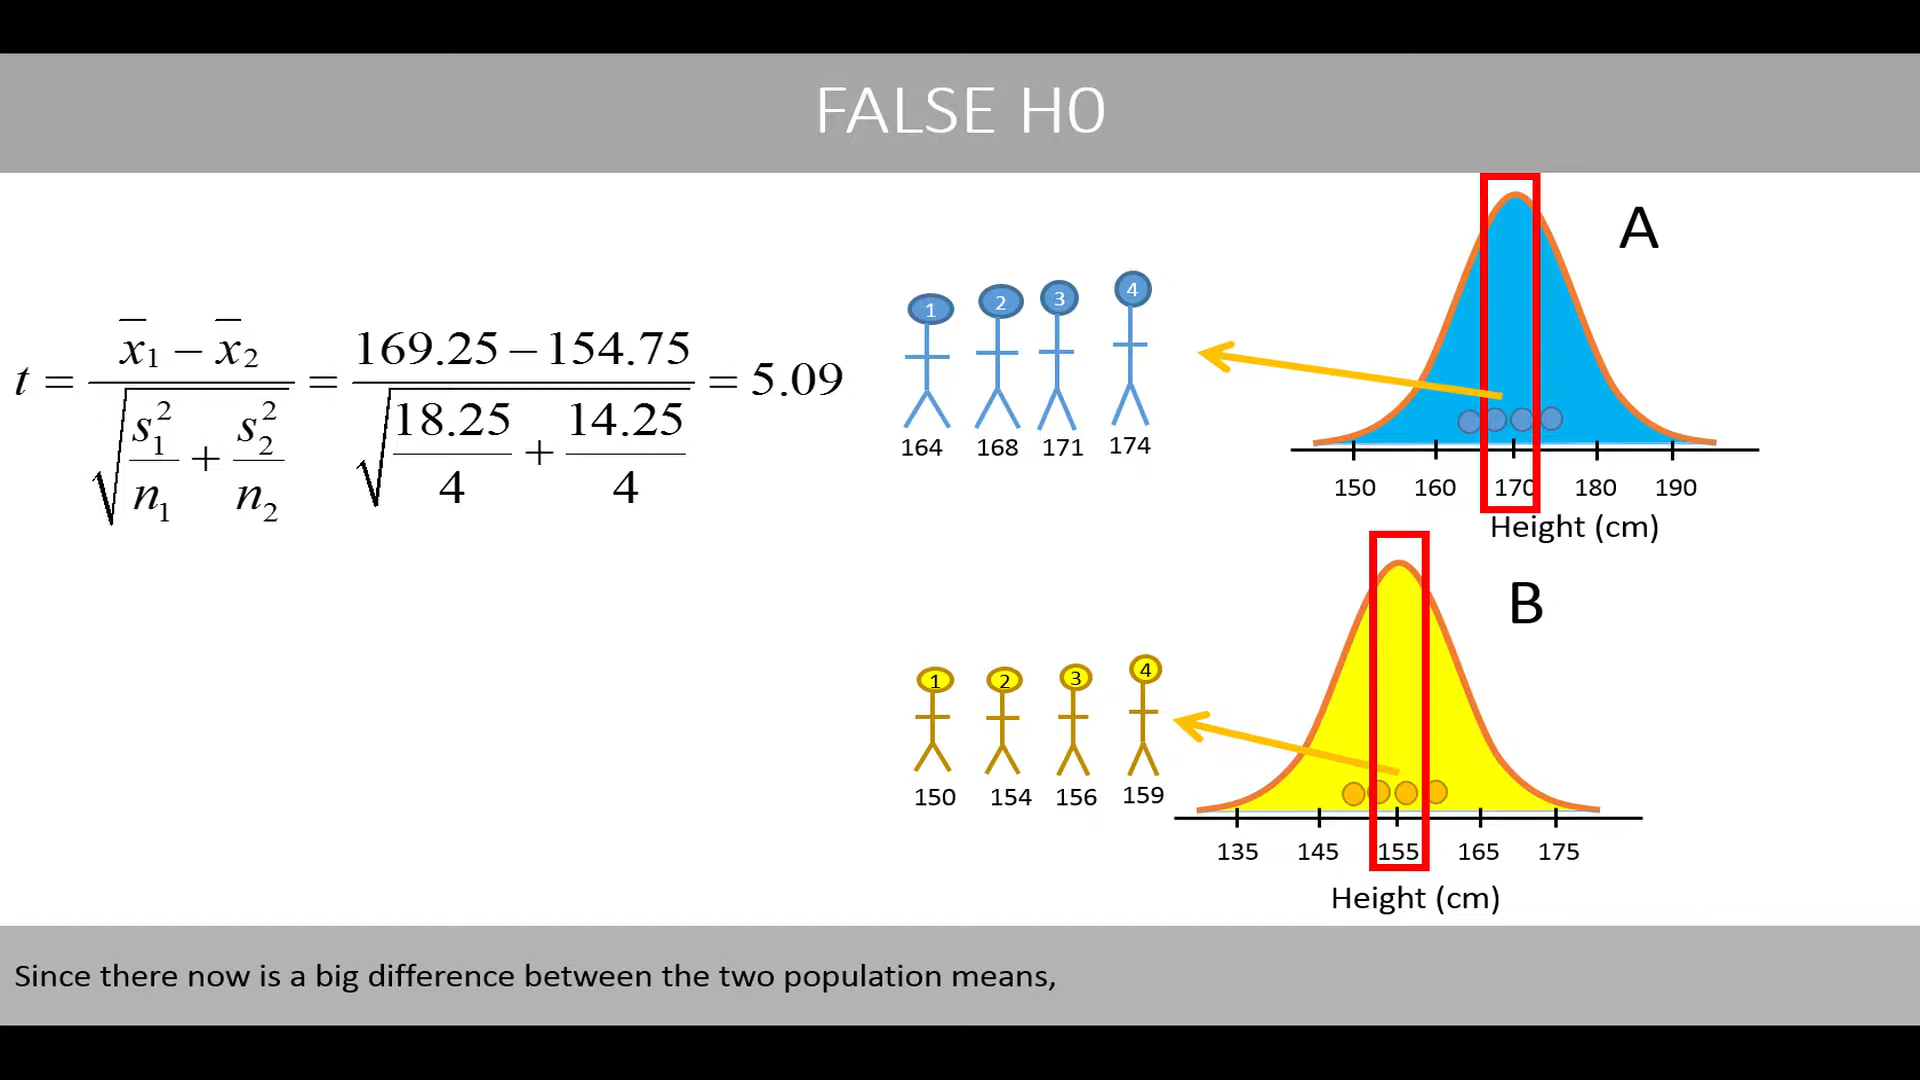 FALSE H0
t = x̄₁ − x̄₂ / √(s₁²/n₁ + s₂²/n₂) = 169.25 − 154.75 / √(18.25/4 + 14.25/4) = 5.09
1 2 3 4
164 168 171 174
A
150 160 170 180 190
Height (cm)
1 2 3 4
150 154 156 159
B
135 145 155 165 175
Height (cm)
Since there now is a big difference between the two population means,